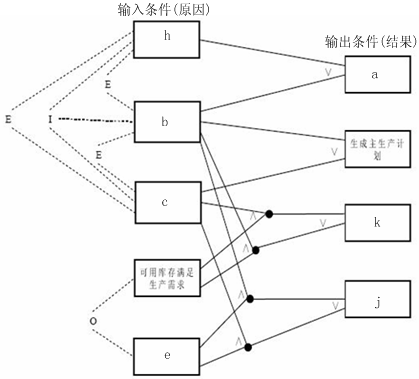 输入条件(原因)
输出条件(结果)
h
a
E
∨
E
I
b
E
生成主生产计
划
∨
c
∧
k
∨
∧
可用库存满足
生产需求
∧
j
∨
O
∧
e